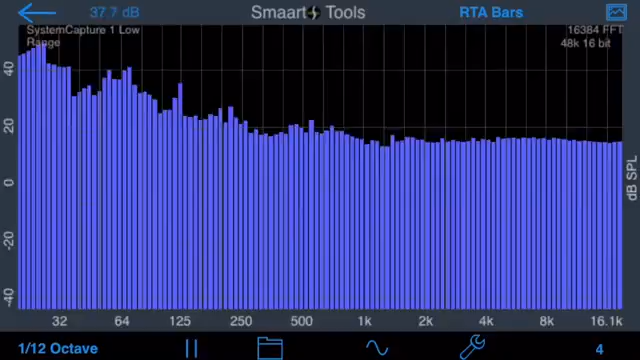 37.7 dB Smaart Tools RTA Bars
SystemCapture 1 Low 16384 FFT
Range 48k 16 bit
40
20
0
-20
-40
dB SPL
32 64 125 250 500 1k 2k 4k 8k 16.1k
1/12 Octave 4